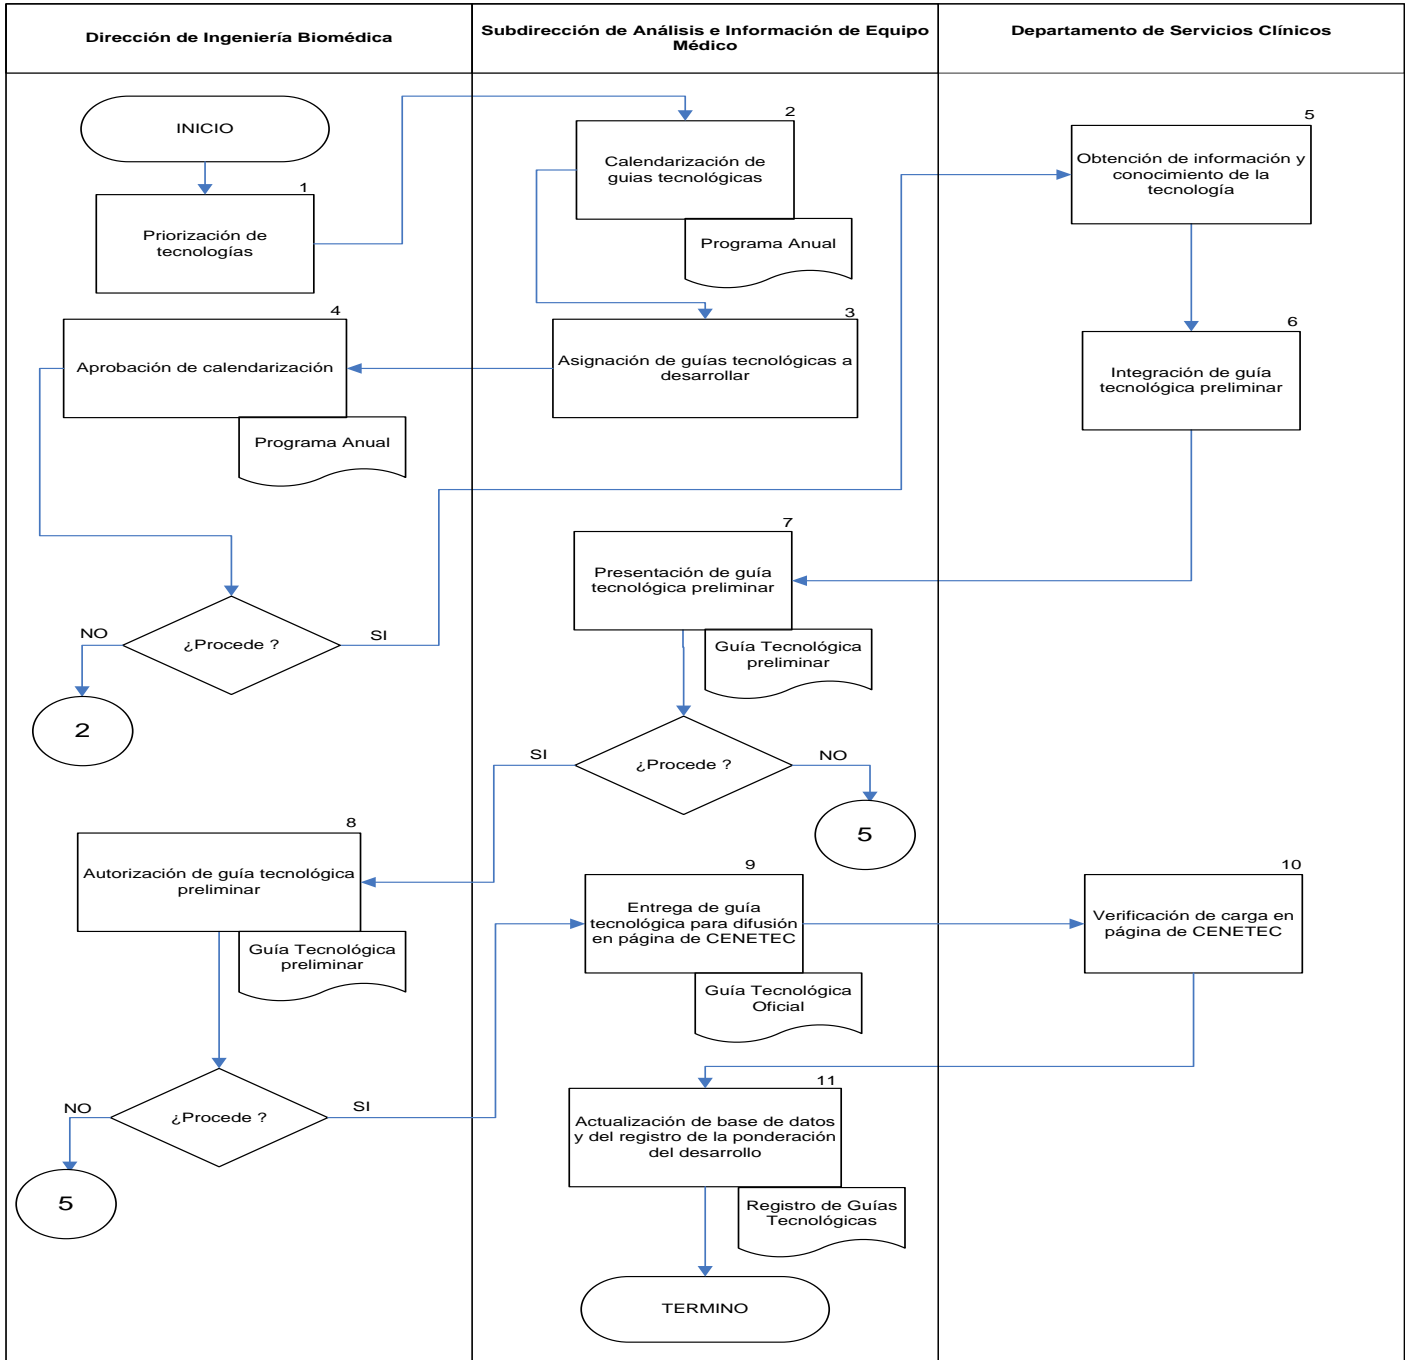 Dirección de Ingeniería Biomédica
Subdirección de Análisis e Información de Equipo
Médico
Departamento de Servicios Clínicos
INICIO
1
Priorización de
tecnologías
2
Calendarización de
guias tecnológicas
Programa Anual
3
Asignación de guías tecnológicas a
desarrollar
4
Aprobación de calendarización
Programa Anual
¿Procede ?
NO
SI
2
5
Obtención de información y
conocimiento de la
tecnología
6
Integración de guía
tecnológica preliminar
7
Presentación de guía
tecnológica preliminar
Guía Tecnológica
preliminar
¿Procede ?
SI
NO
5
8
Autorización de guía tecnológica
preliminar
Guía Tecnológica
preliminar
¿Procede ?
NO
SI
5
9
Entrega de guía
tecnológica para difusión
en página de CENETEC
Guía Tecnológica
Oficial
10
Verificación de carga en
página de CENETEC
11
Actualización de base de datos
y del registro de la ponderación
del desarrollo
Registro de Guías
Tecnológicas
TERMINO